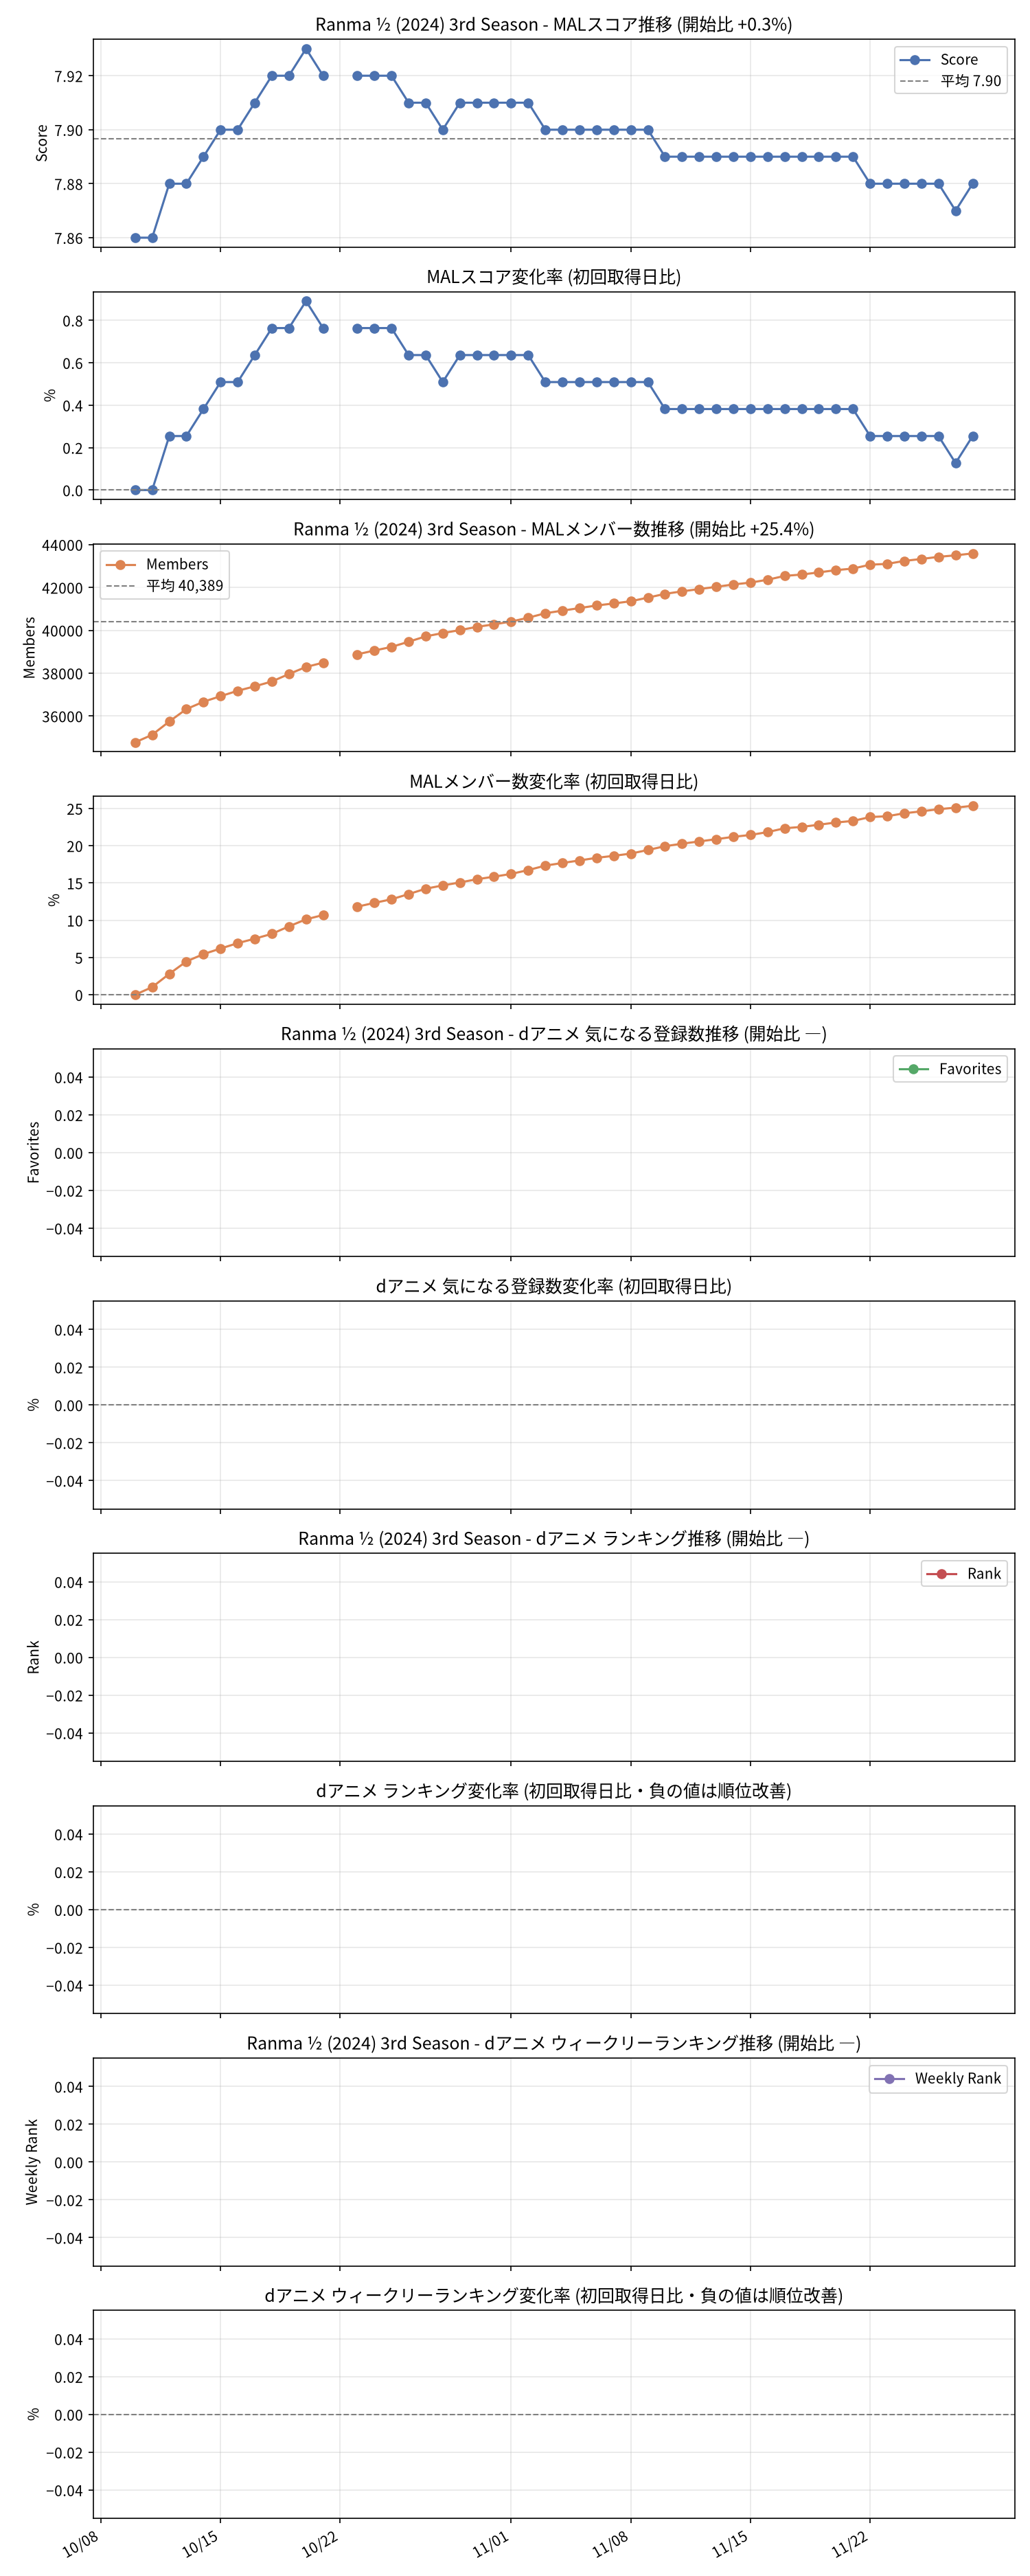 Ranma ½ (2024) 3rd Season - MALスコア推移 (開始比 +0.3%)
Score
平均 7.90
Score
7.92
7.90
7.88
7.86
MALスコア変化率 (初回取得日比)
%
0.8
0.6
0.4
0.2
0.0
Ranma ½ (2024) 3rd Season - MALメンバー数推移 (開始比 +25.4%)
Members
平均 40,389
Members
44000
42000
40000
38000
36000
MALメンバー数変化率 (初回取得日比)
%
25
20
15
10
5
0
Ranma ½ (2024) 3rd Season - dアニメ 気になる登録数推移 (開始比 —)
Favorites
Favorites
0.04
0.02
0.00
−0.02
−0.04
dアニメ 気になる登録数変化率 (初回取得日比)
%
0.04
0.02
0.00
−0.02
−0.04
Ranma ½ (2024) 3rd Season - dアニメ ランキング推移 (開始比 —)
Rank
Rank
0.04
0.02
0.00
−0.02
−0.04
dアニメ ランキング変化率 (初回取得日比・負の値は順位改善)
%
0.04
0.02
0.00
−0.02
−0.04
Ranma ½ (2024) 3rd Season - dアニメ ウィークリーランキング推移 (開始比 —)
Weekly Rank
Weekly Rank
0.04
0.02
0.00
−0.02
−0.04
dアニメ ウィークリーランキング変化率 (初回取得日比・負の値は順位改善)
%
0.04
0.02
0.00
−0.02
−0.04
10/08
10/15
10/22
11/01
11/08
11/15
11/22